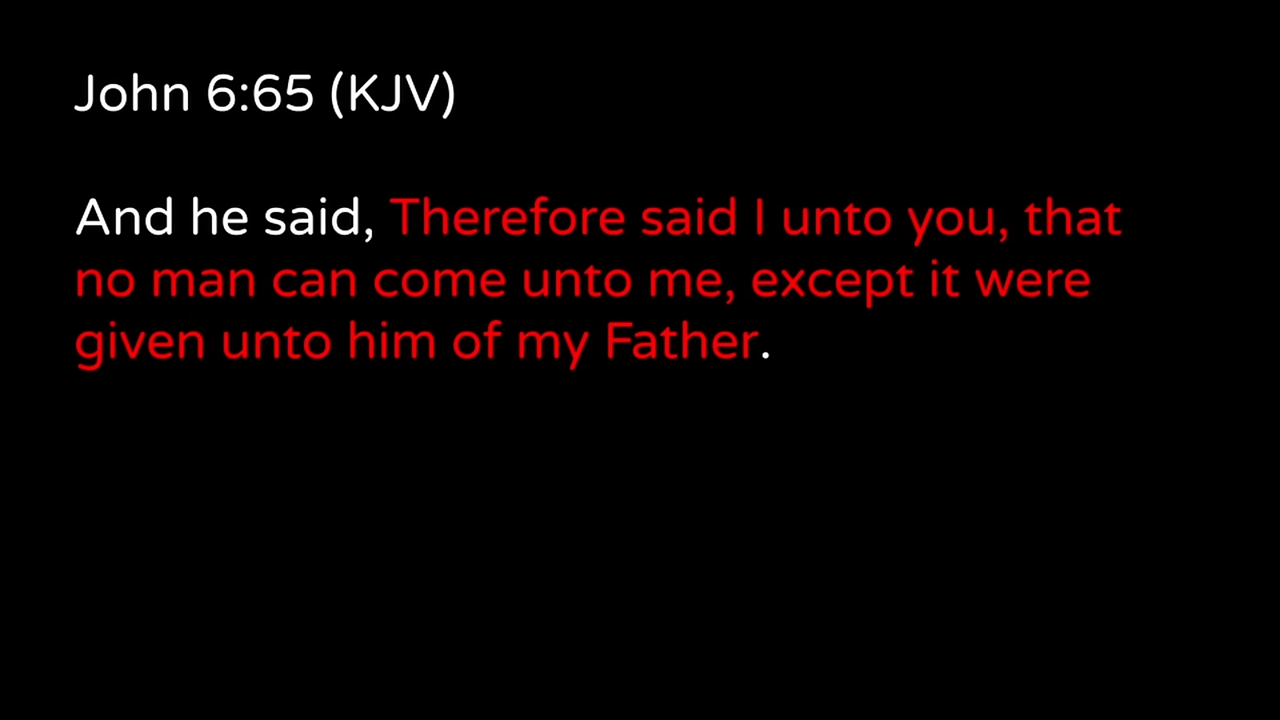 John 6:65 (KJV)
And he said, Therefore said I unto you, that
no man can come unto me, except it were
given unto him of my Father.